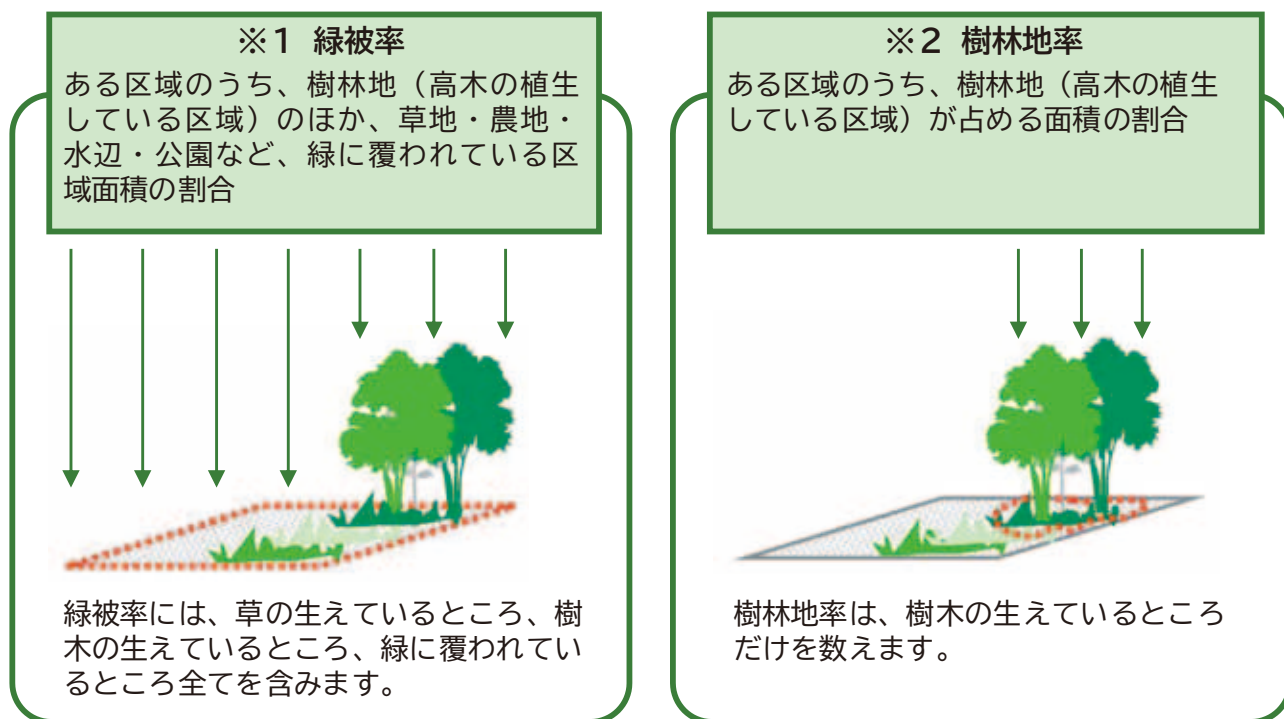 ※1 緑被率
ある区域のうち、樹林地（高木の植生
している区域）のほか、草地・農地・
水辺・公園など、緑に覆われている区
域面積の割合
緑被率には、草の生えているところ、樹
木の生えているところ、緑に覆われてい
るところ全てを含みます。
※2 樹林地率
ある区域のうち、樹林地（高木の植生
している区域）が占める面積の割合
樹林地率は、樹木の生えているところ
だけを数えます。